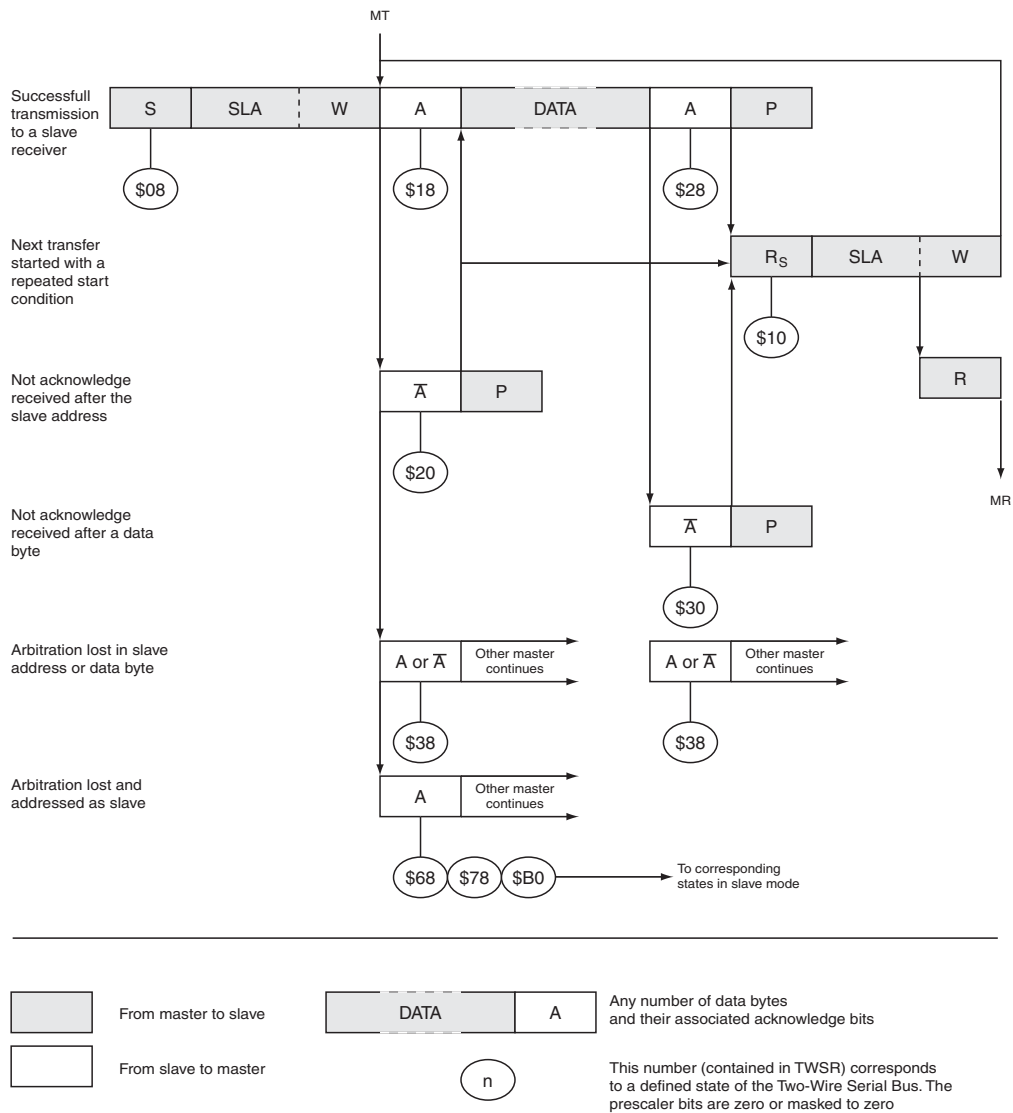 MT
Successfull
transmission
to a slave
receiver
S SLA W A DATA A P
$08 $18 $28
Next transfer
started with a
repeated start
condition
RS SLA W
$10
Not acknowledge
received after the
slave address
A̅ P
R
$20
MR
Not acknowledge
received after a data
byte
A̅ P
$30
Arbitration lost in slave
address or data byte
A or A̅ Other master
continues
A or A̅ Other master
continues
$38 $38
Arbitration lost and
addressed as slave
A Other master
continues
$68 $78 $B0
To corresponding
states in slave mode
From master to slave
DATA A
Any number of data bytes
and their associated acknowledge bits
From slave to master
n
This number (contained in TWSR) corresponds
to a defined state of the Two-Wire Serial Bus. The
prescaler bits are zero or masked to zero